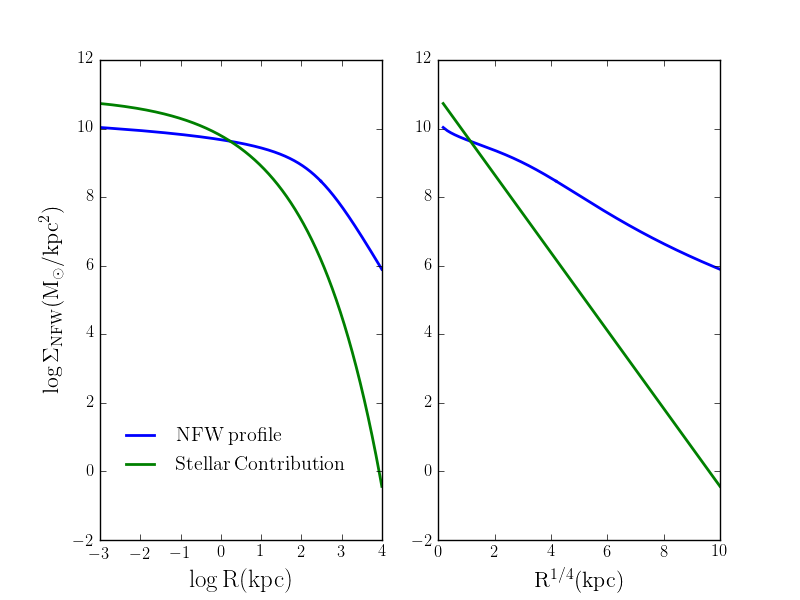 12
10
8
6
4
2
0
−2
log Σ_NFW(M_⊙/kpc²)
NFW profile
Stellar Contribution
−3 −2 −1 0 1 2 3 4
log R(kpc)
12
10
8
6
4
2
0
−2
0 2 4 6 8 10
R^1/4(kpc)